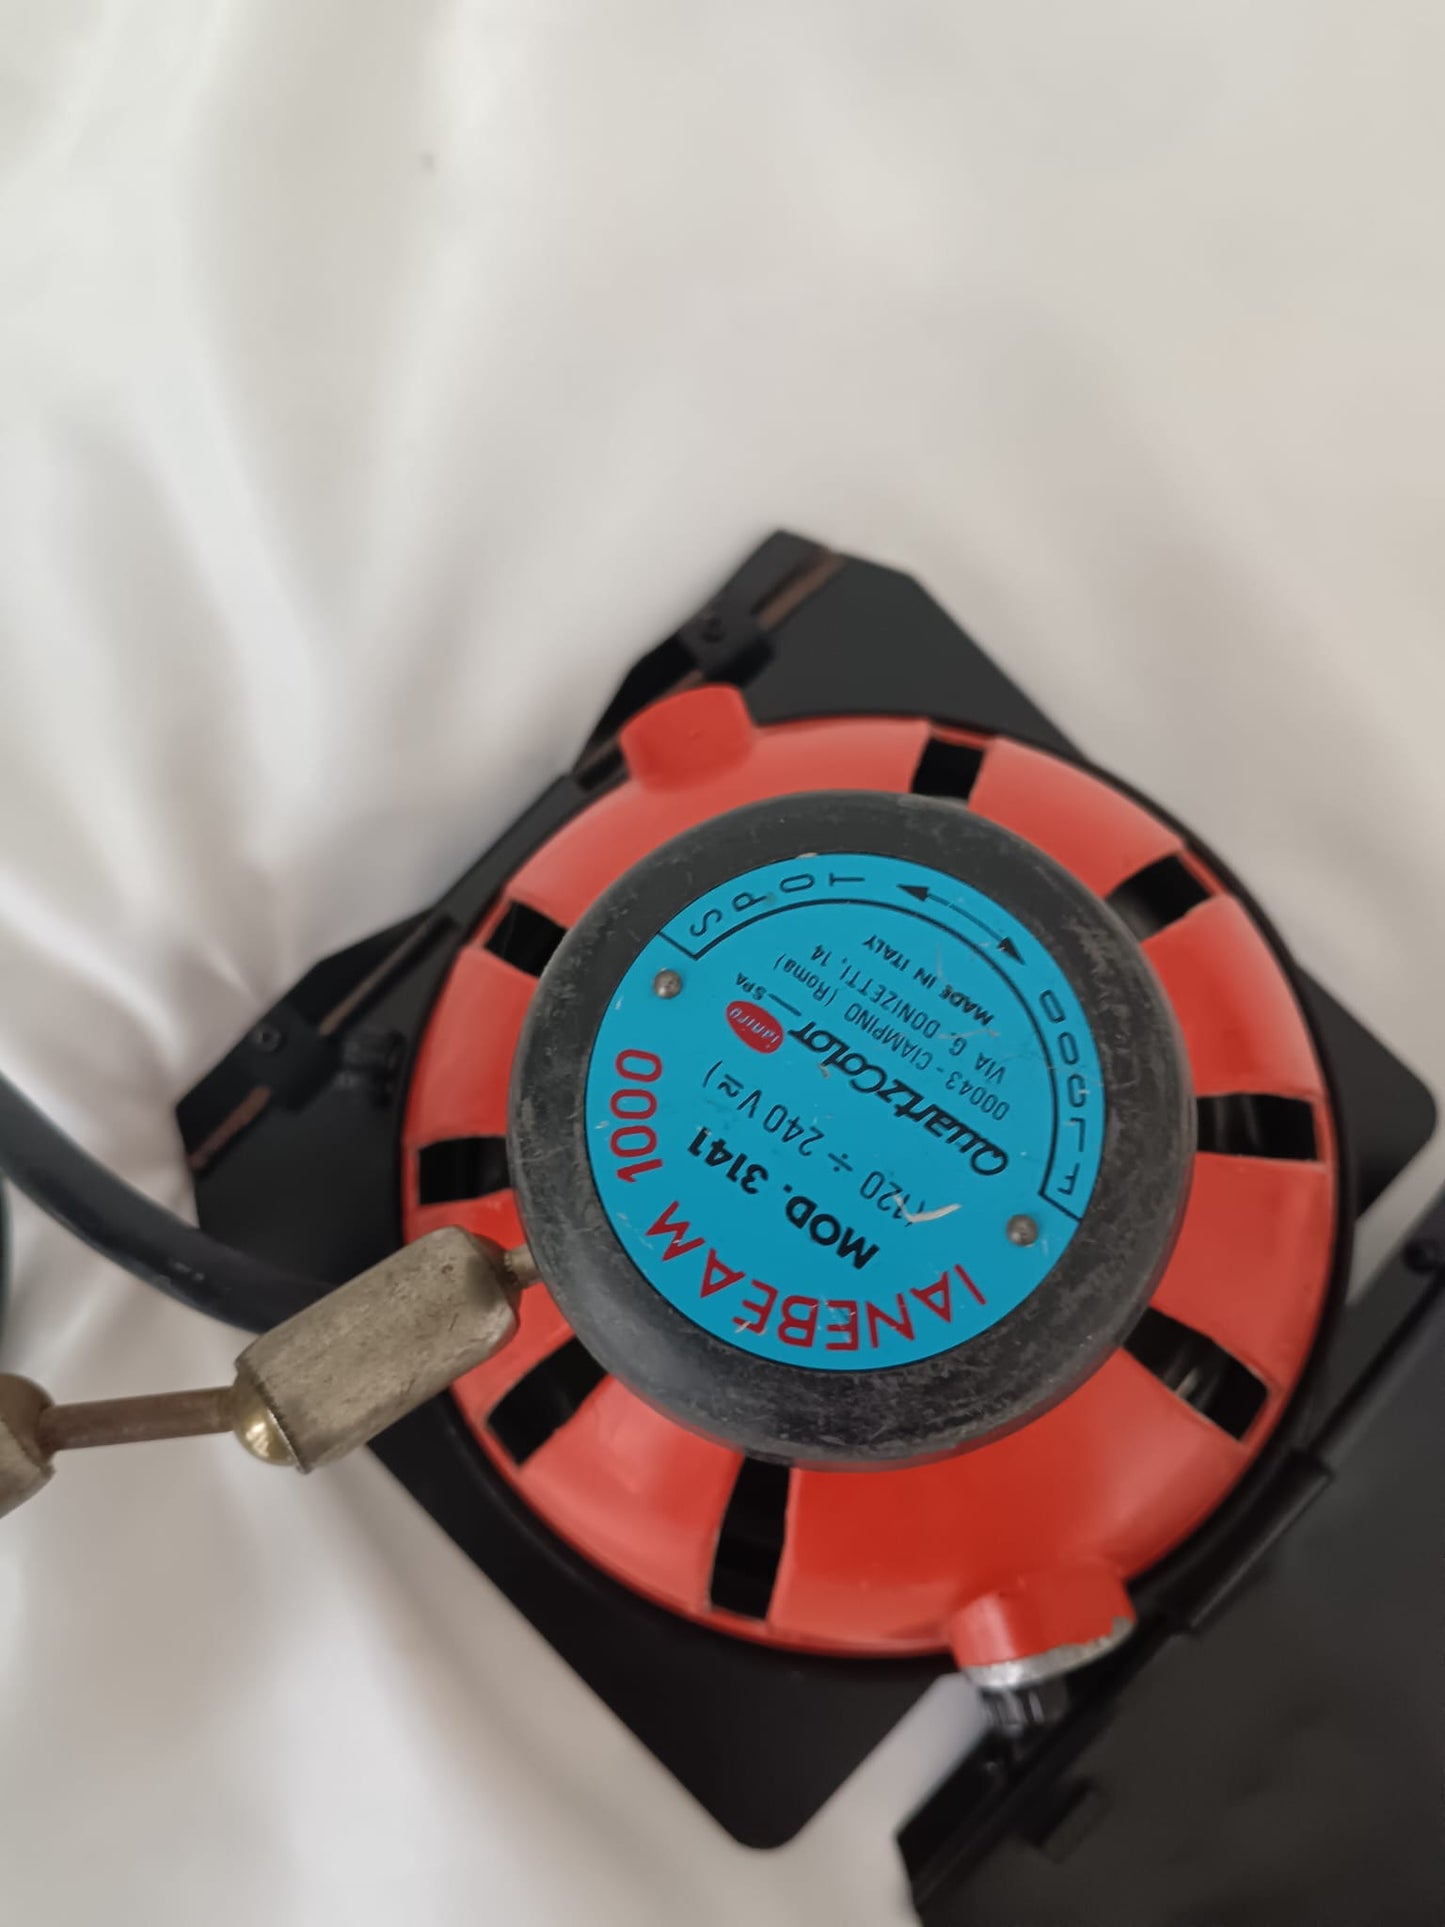 IANEBEAM 1000
MOD. 3141
(120 ÷ 240 V ≃)
QuartzColor ianiro SPA
00043 - CIAMPINO (Roma)
VIA G. DONIZETTI, 14
MADE IN ITALY
FLOOD SPOT